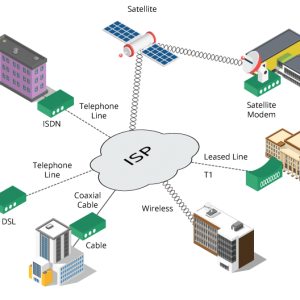 Satellite
Telephone
Line
ISDN
Satellite
Modem
ISP
Telephone
Line
Leased Line
T1
DSL
Coaxial
Cable
Wireless
Cable